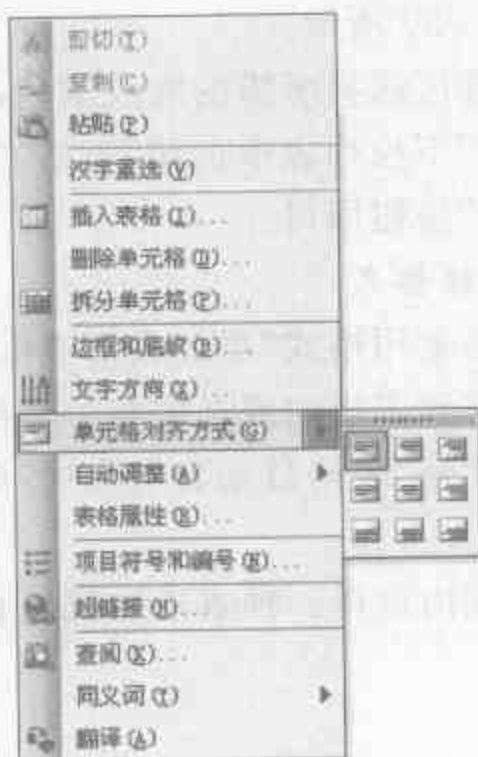 剪切(T)
复制(C)
粘贴(P)
汉字重选(V)
插入表格(I)...
删除单元格(D)...
拆分单元格(P)...
边框和底纹(B)...
文字方向(X)...
单元格对齐方式(G)
自动调整(A)
表格属性(R)...
项目符号和编号(N)...
超链接(H)...
查阅(K)...
同义词(Y)
翻译(A)